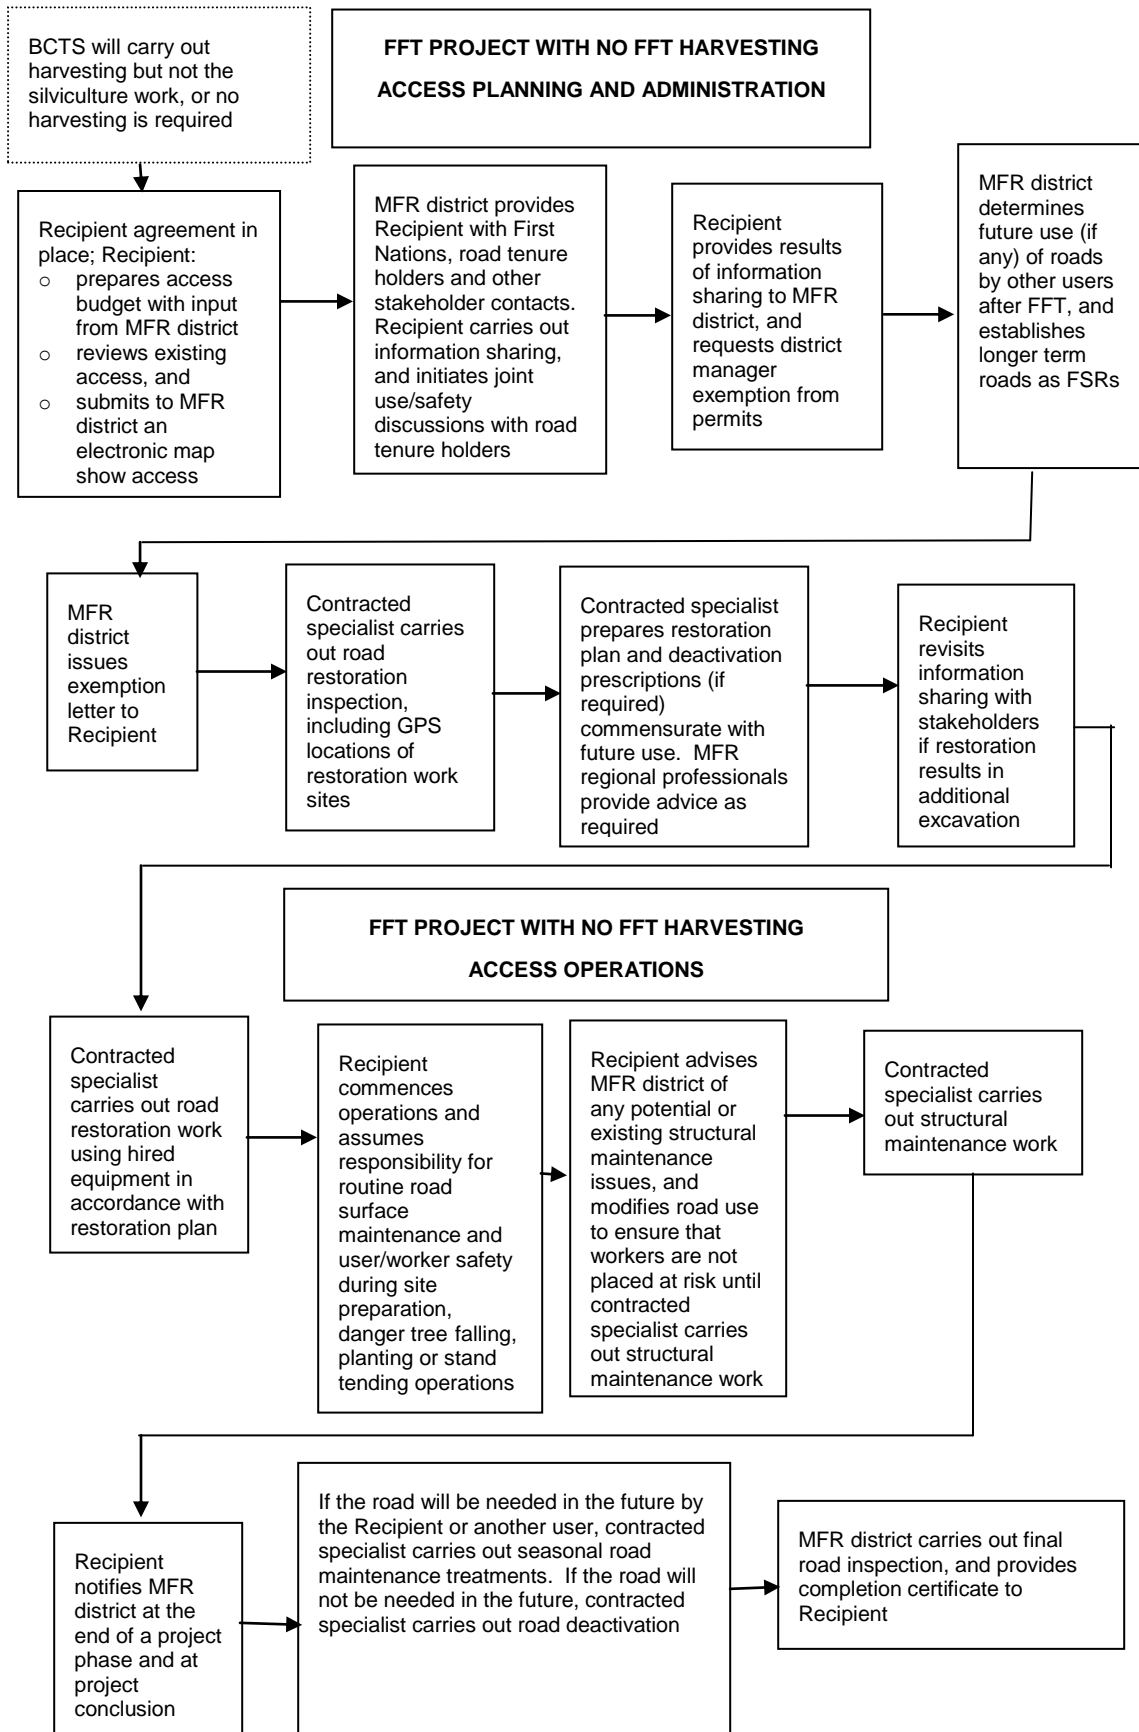 BCTS will carry out
harvesting but not the
silviculture work, or no
harvesting is required
FFT PROJECT WITH NO FFT HARVESTING
ACCESS PLANNING AND ADMINISTRATION
Recipient agreement in
place; Recipient:
o prepares access
budget with input
from MFR district
o reviews existing
access, and
o submits to MFR
district an
electronic map
show access
MFR district provides
Recipient with First
Nations, road tenure
holders and other
stakeholder contacts.
Recipient carries out
information sharing,
and initiates joint
use/safety
discussions with road
tenure holders
Recipient
provides results
of information
sharing to MFR
district, and
requests district
manager
exemption from
permits
MFR district
determines
future use (if
any) of roads
by other users
after FFT, and
establishes
longer term
roads as FSRs
MFR
district
issues
exemption
letter to
Recipient
Contracted
specialist carries
out road
restoration
inspection,
including GPS
locations of
restoration work
sites
Contracted specialist
prepares restoration
plan and deactivation
prescriptions (if
required)
commensurate with
future use. MFR
regional professionals
provide advice as
required
Recipient
revisits
information
sharing with
stakeholders
if restoration
results in
additional
excavation
FFT PROJECT WITH NO FFT HARVESTING
ACCESS OPERATIONS
Contracted
specialist
carries out road
restoration work
using hired
equipment in
accordance with
restoration plan
Recipient
commences
operations and
assumes
responsibility for
routine road
surface
maintenance and
user/worker safety
during site
preparation,
danger tree falling,
planting or stand
tending operations
Recipient advises
MFR district of
any potential or
existing structural
maintenance
issues, and
modifies road use
to ensure that
workers are not
placed at risk until
contracted
specialist carries
out structural
maintenance work
Contracted
specialist carries
out structural
maintenance work
Recipient
notifies MFR
district at the
end of a project
phase and at
project
conclusion
If the road will be needed in the future by
the Recipient or another user, contracted
specialist carries out seasonal road
maintenance treatments. If the road will
not be needed in the future, contracted
specialist carries out road deactivation
MFR district carries out final
road inspection, and provides
completion certificate to
Recipient